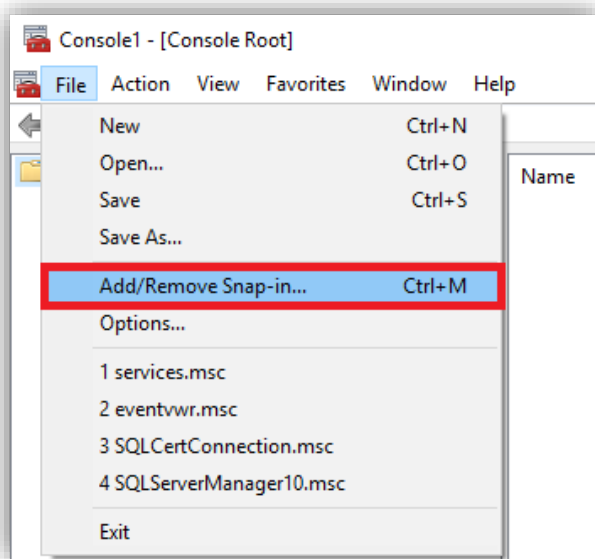 Console1 - [Console Root]
File Action View Favorites Window Help
New Ctrl+N
Open... Ctrl+O
Name
Save Ctrl+S
Save As...
Add/Remove Snap-in... Ctrl+M
Options...
1 services.msc
2 eventvwr.msc
3 SQLCertConnection.msc
4 SQLServerManager10.msc
Exit